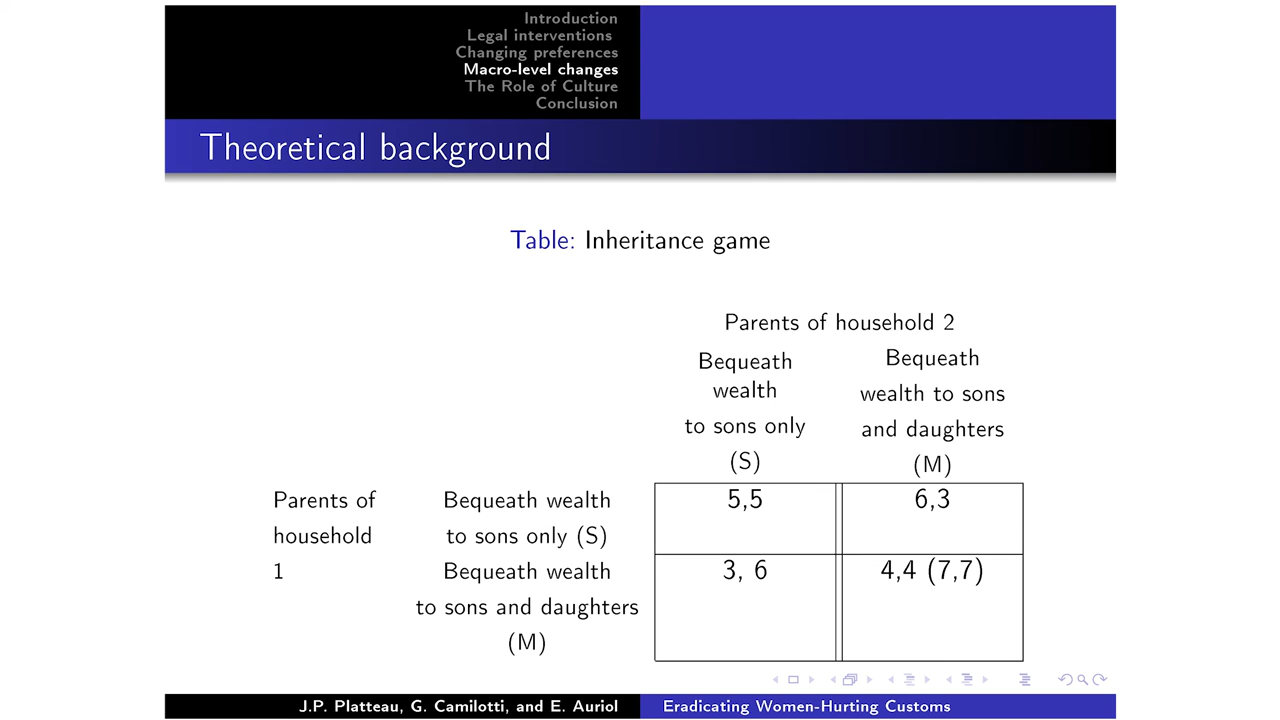 Introduction
Legal interventions
Changing preferences
Macro-level changes
The Role of Culture
Conclusion
Theoretical background
Table: Inheritance game
Parents of household 2
Bequeath
wealth
to sons only
(S)
Bequeath
wealth to sons
and daughters
(M)
Parents of
household
1
Bequeath wealth
to sons only (S)
5,5
6,3
Bequeath wealth
to sons and daughters
(M)
3, 6
4,4 (7,7)
J.P. Platteau, G. Camilotti, and E. Auriol
Eradicating Women-Hurting Customs